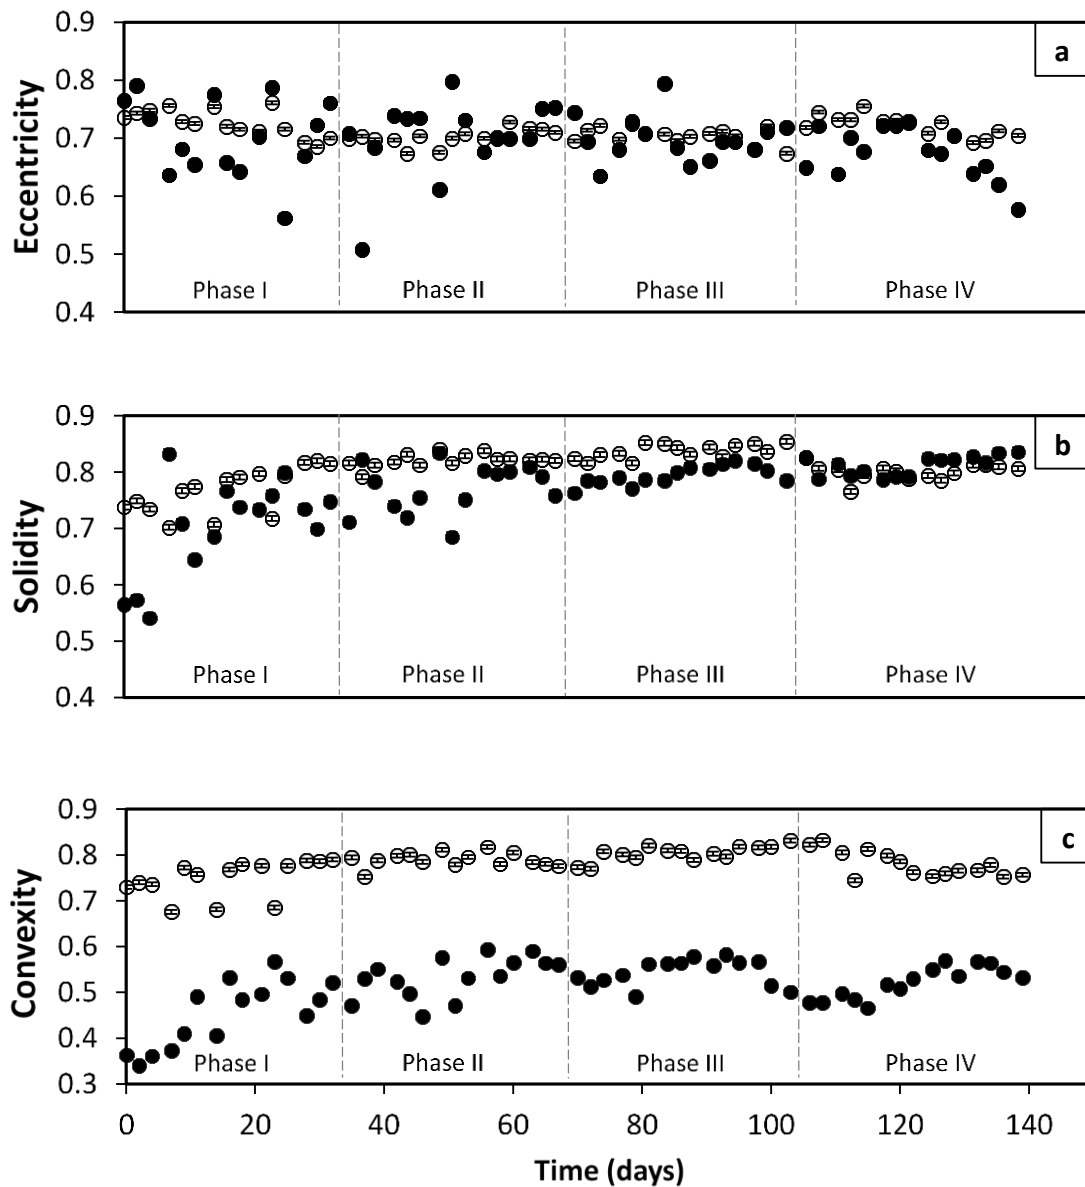 a
Eccentricity
0.9
0.8
0.7
0.6
0.5
0.4
Phase I
Phase II
Phase III
Phase IV
b
Solidity
0.9
0.8
0.7
0.6
0.5
0.4
Phase I
Phase II
Phase III
Phase IV
c
Convexity
0.9
0.8
0.7
0.6
0.5
0.4
0.3
Phase I
Phase II
Phase III
Phase IV
0 20 40 60 80 100 120 140
Time (days)